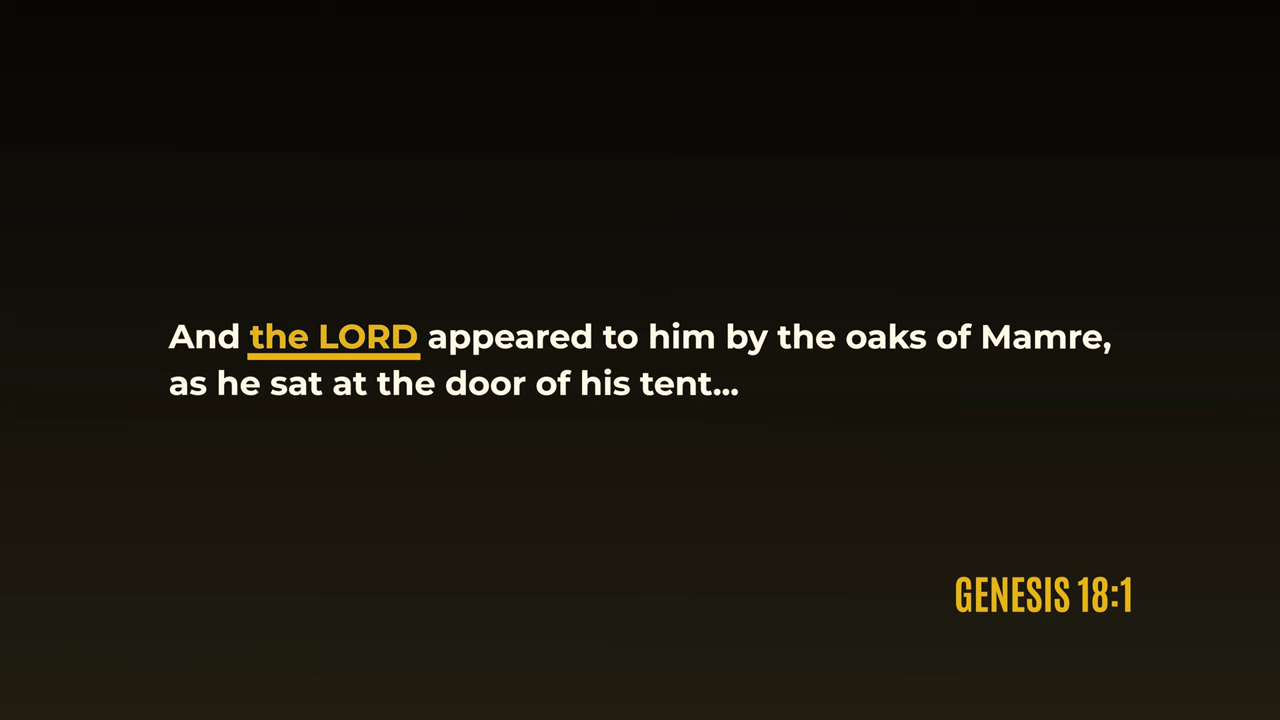 And the LORD appeared to him by the oaks of Mamre,
as he sat at the door of his tent...
GENESIS 18:1